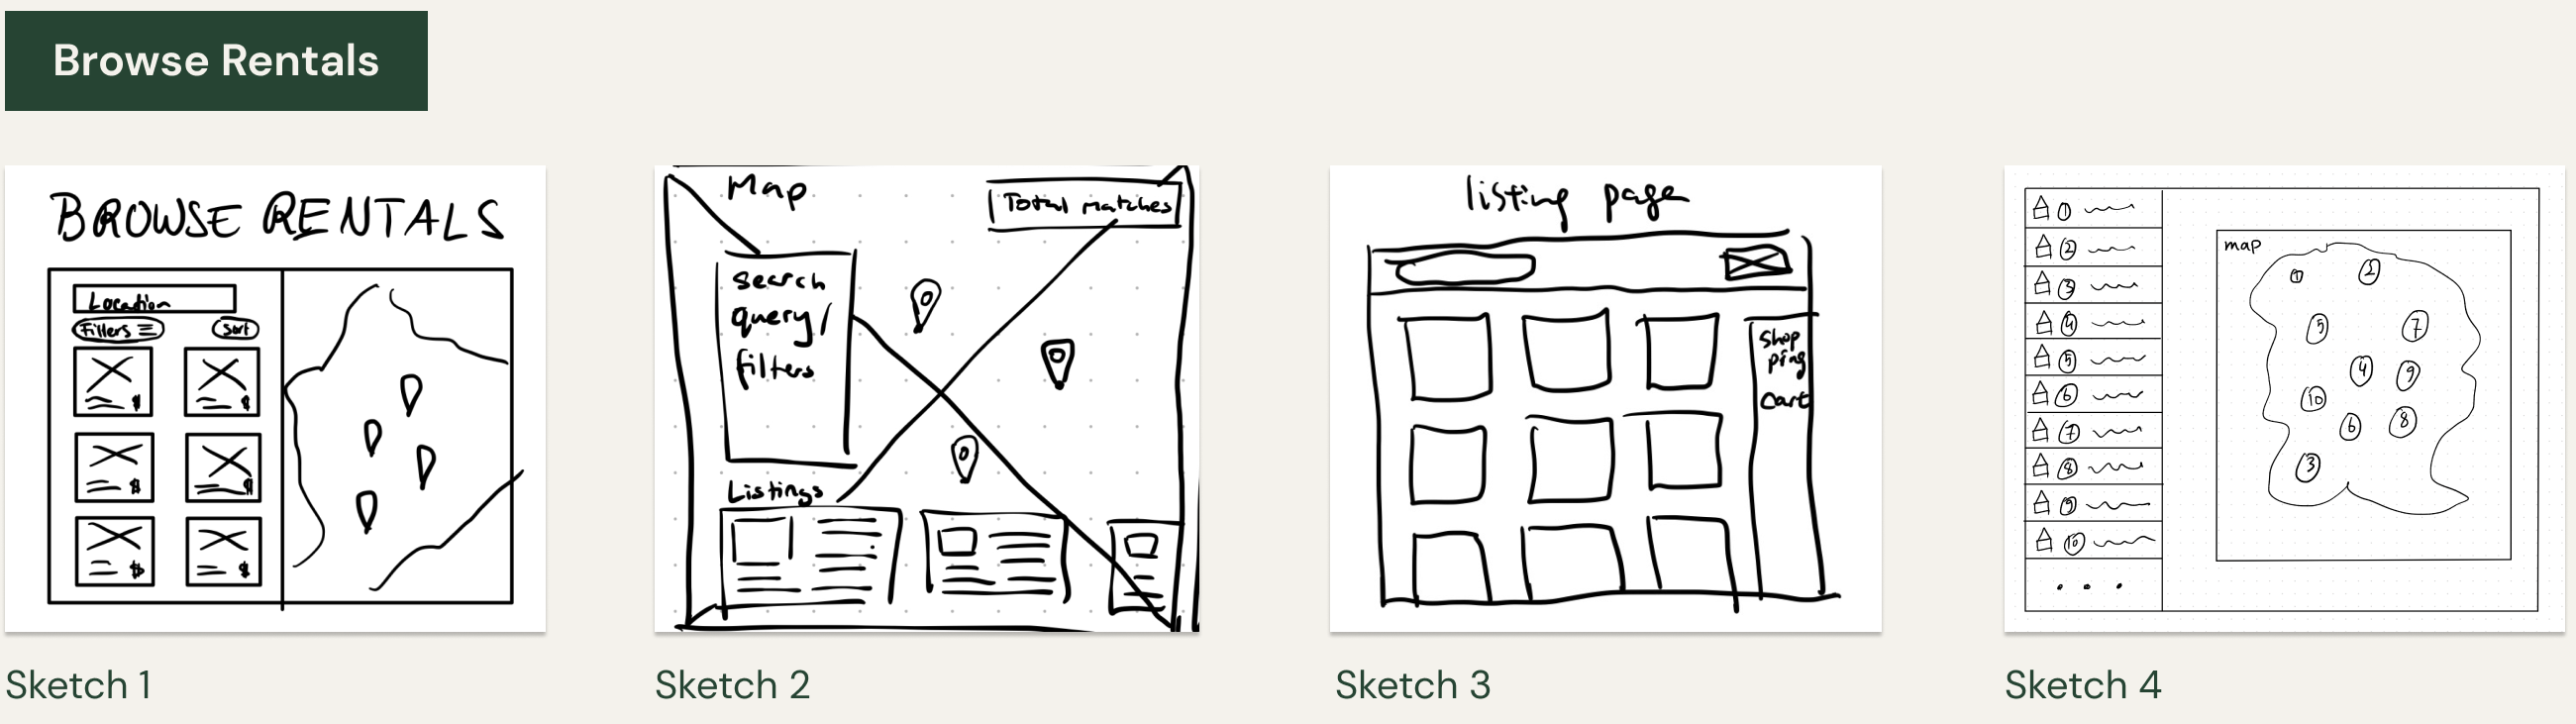 Browse Rentals
BROWSE RENTALS
Location
Filters
Sort
$
$
$
$
$
$
Sketch 1
Map
Total matches
search
query/
filters
Listings
Sketch 2
listing page
Shop
ping
cart
Sketch 3
1
2
3
4
5
6
7
8
9
10
...
map
1
2
5
7
4
9
10
6
8
3
Sketch 4